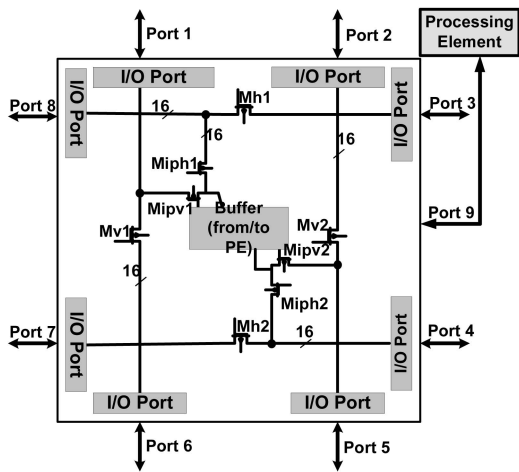 Port 1
Port 2
Processing
Element
I/O Port
I/O Port
I/O Port
I/O Port
Port 8
Port 3
16
Mh1
16
16
Miph1
Mipv1
Port 9
Buffer
(from/to
PE)
Mv1
Mv2
Mipv2
16
Miph2
Port 7
Mh2
16
Port 4
I/O Port
I/O Port
I/O Port
I/O Port
Port 6
Port 5